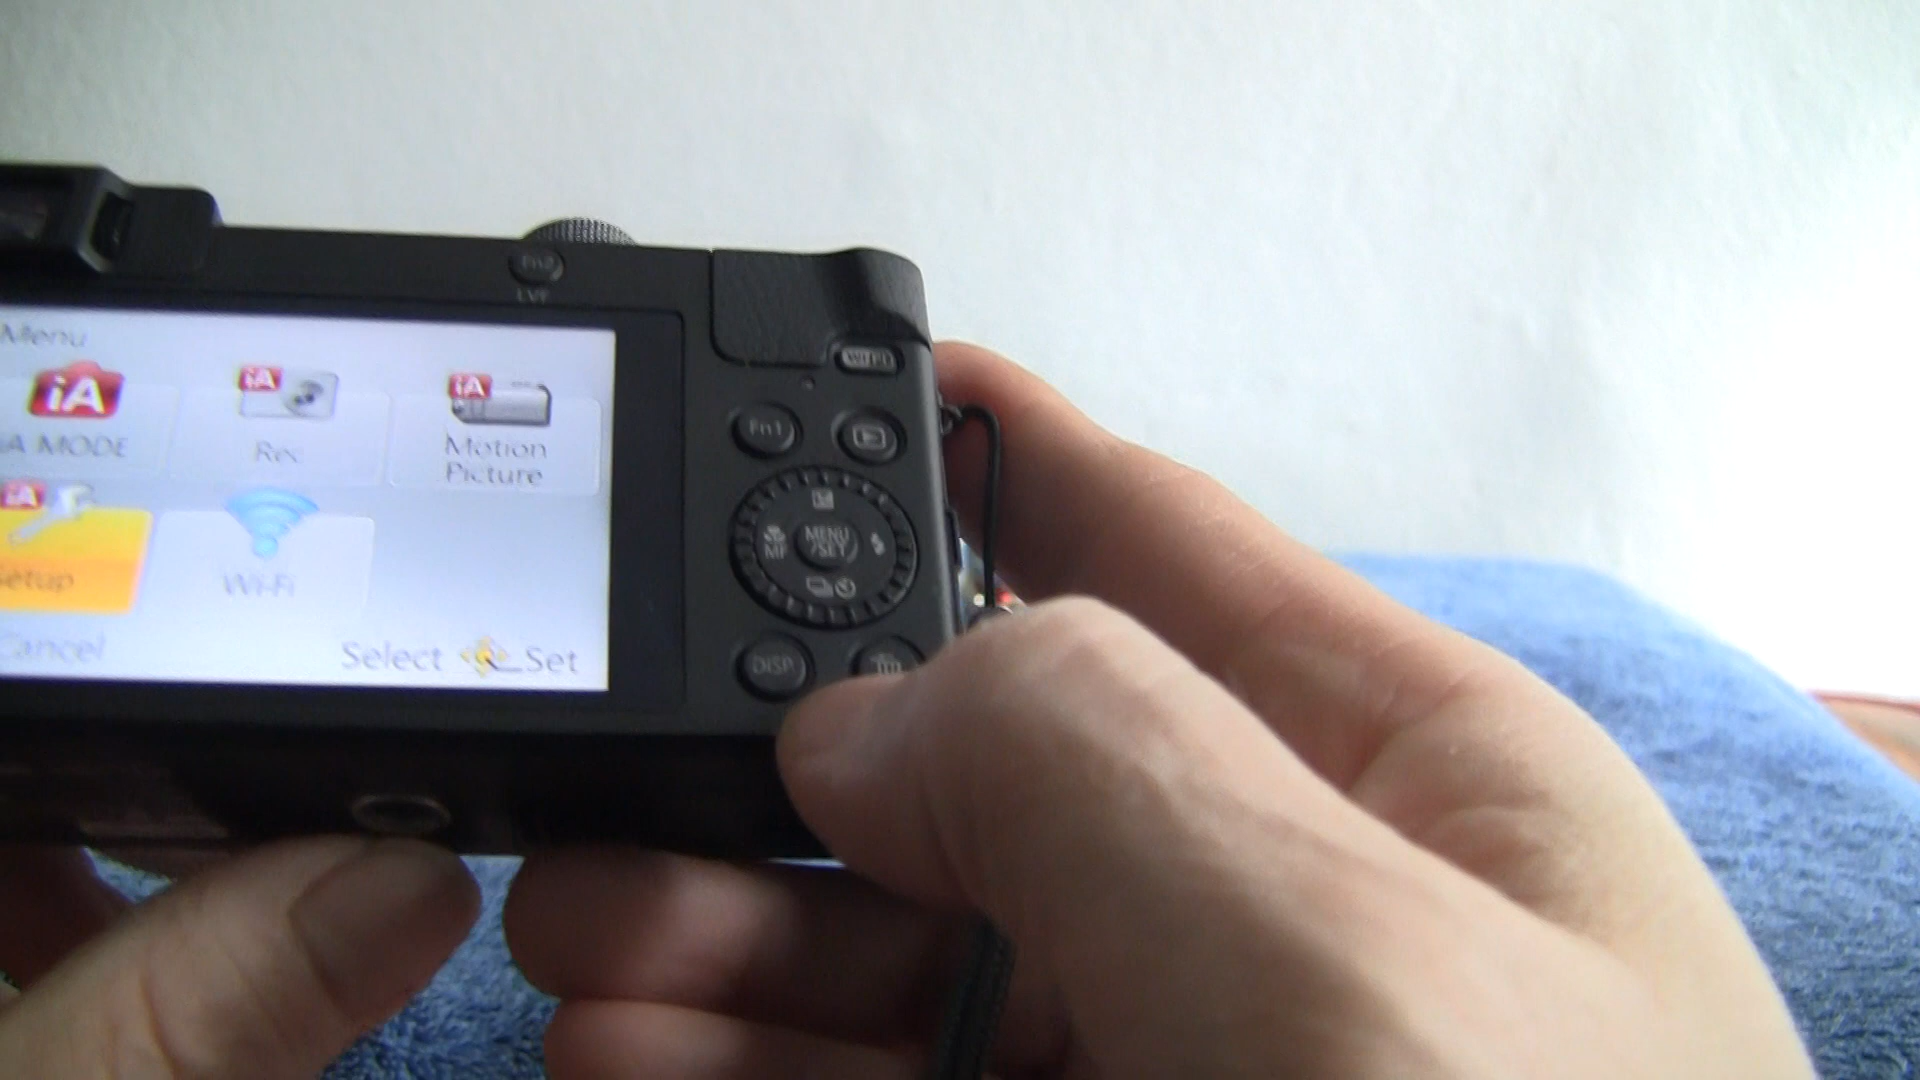 Fn2
LVF
Menu
iA
iA
iA
iA MODE
Rec
Motion
Picture
iA
Setup
Wi-Fi
Cancel
Select
Set
Wi-Fi
Fn1
MENU
/SET
MF
DISP.